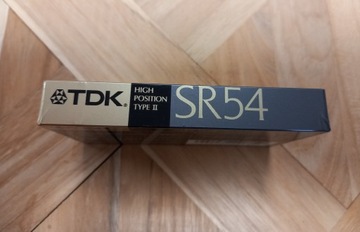 TDK.
HIGH
POSITION
TYPE II
SR54